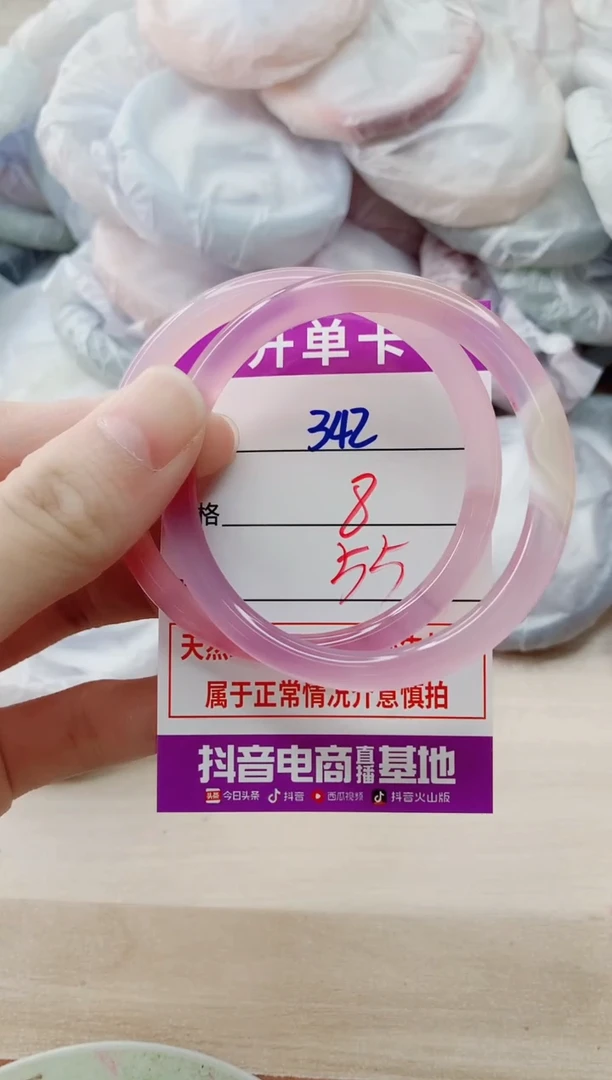 开单卡
342
格 8
55
天然
属于正常情况介意慎拍
抖音电商直播基地
头条 今日头条 抖音 西瓜视频 抖音火山版